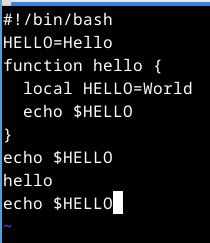 #!/bin/bash
HELLO=Hello
function hello {
  local HELLO=World
  echo $HELLO
}
echo $HELLO
hello
echo $HELLO
~